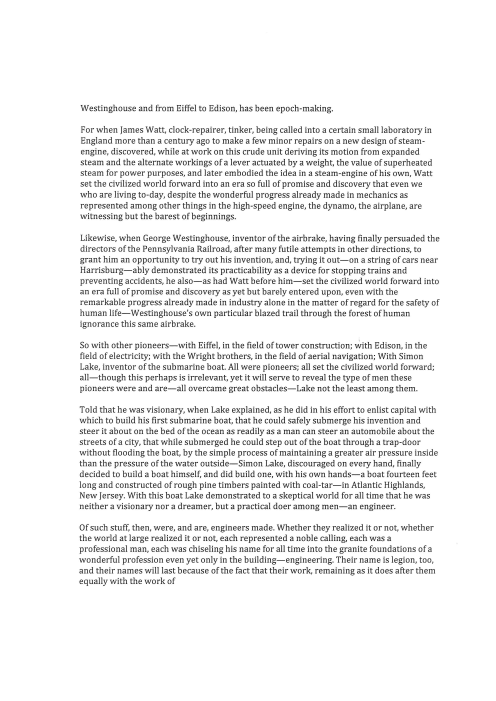 Westinghouse and from Eiffel to Edison, has been epoch-making.
For when James Watt, clock-repairer, tinker, being called into a certain small laboratory in
England more than a century ago to make a few minor repairs on a new design of steam-
engine, discovered, while at work on this crude unit deriving its motion from expanded
steam and the alternate workings of a lever actuated by a weight, the value of superheated
steam for power purposes, and later embodied the idea in a steam-engine of his own, Watt
set the civilized world forward into an era so full of promise and discovery that even we
who are living to-day, despite the wonderful progress already made in mechanics as
represented among other things in the high-speed engine, the dynamo, the airplane, are
witnessing but the barest of beginnings.
Likewise, when George Westinghouse, inventor of the airbrake, having finally persuaded the
directors of the Pennsylvania Railroad, after many futile attempts in other directions, to
grant him an opportunity to try out his invention, and, trying it out—on a string of cars near
Harrisburg—ably demonstrated its practicability as a device for stopping trains and
preventing accidents, he also—as had Watt before him—set the civilized world forward into
an era full of promise and discovery as yet but barely entered upon, even with the
remarkable progress already made in industry alone in the matter of regard for the safety of
human life—Westinghouse's own particular blazed trail through the forest of human
ignorance this same airbrake.
So with other pioneers—with Eiffel, in the field of tower construction; with Edison, in the
field of electricity; with the Wright brothers, in the field of aerial navigation; With Simon
Lake, inventor of the submarine boat. All were pioneers; all set the civilized world forward;
all—though this perhaps is irrelevant, yet it will serve to reveal the type of men these
pioneers were and are—all overcame great obstacles—Lake not the least among them.
Told that he was visionary, when Lake explained, as he did in his effort to enlist capital with
which to build his first submarine boat, that he could safely submerge his invention and
steer it about on the bed of the ocean as readily as a man can steer an automobile about the
streets of a city, that while submerged he could step out of the boat through a trap-door
without flooding the boat, by the simple process of maintaining a greater air pressure inside
than the pressure of the water outside—Simon Lake, discouraged on every hand, finally
decided to build a boat himself, and did build one, with his own hands—a boat fourteen feet
long and constructed of rough pine timbers painted with coal-tar—in Atlantic Highlands,
New Jersey. With this boat Lake demonstrated to a skeptical world for all time that he was
neither a visionary nor a dreamer, but a practical doer among men—an engineer.
Of such stuff, then, were, and are, engineers made. Whether they realized it or not, whether
the world at large realized it or not, each represented a noble calling, each was a
professional man, each was chiseling his name for all time into the granite foundations of a
wonderful profession even yet only in the building—engineering. Their name is legion, too,
and their names will last because of the fact that their work, remaining as it does after them
equally with the work of